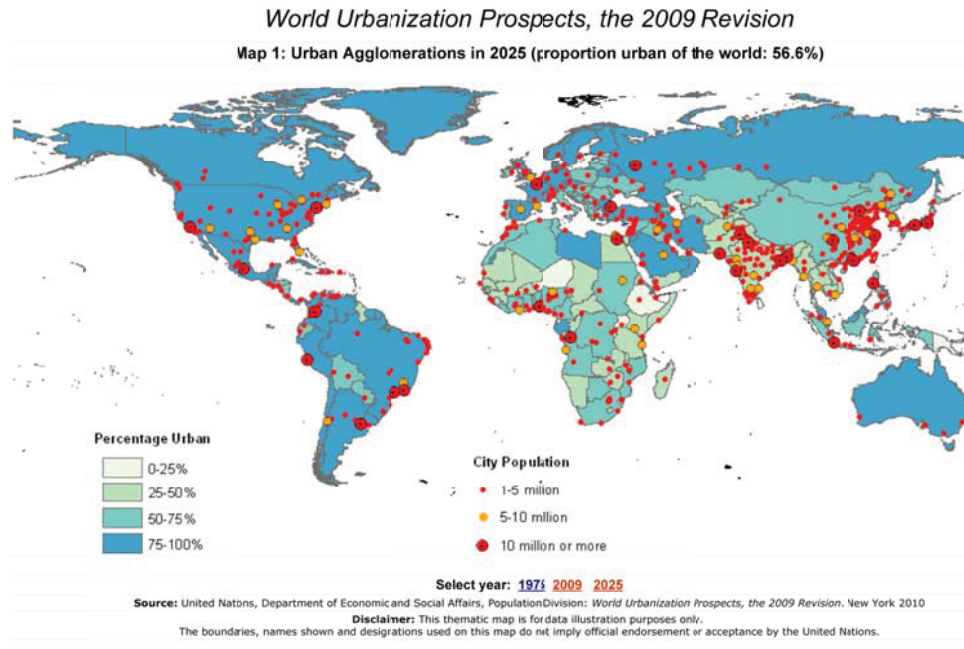 World Urbanization Prospects, the 2009 Revision
Map 1: Urban Agglomerations in 2025 (proportion urban of the world: 56.6%)
Percentage Urban
0-25%
25-50%
50-75%
75-100%
City Population
1-5 million
5-10 million
10 million or more
Select year: 1975 2009 2025
Source: United Nations, Department of Economic and Social Affairs, Population Division: World Urbanization Prospects, the 2009 Revision. New York 2010
Disclaimer: This thematic map is for data illustration purposes only.
The boundaries, names shown and designations used on this map do not imply official endorsement or acceptance by the United Nations.